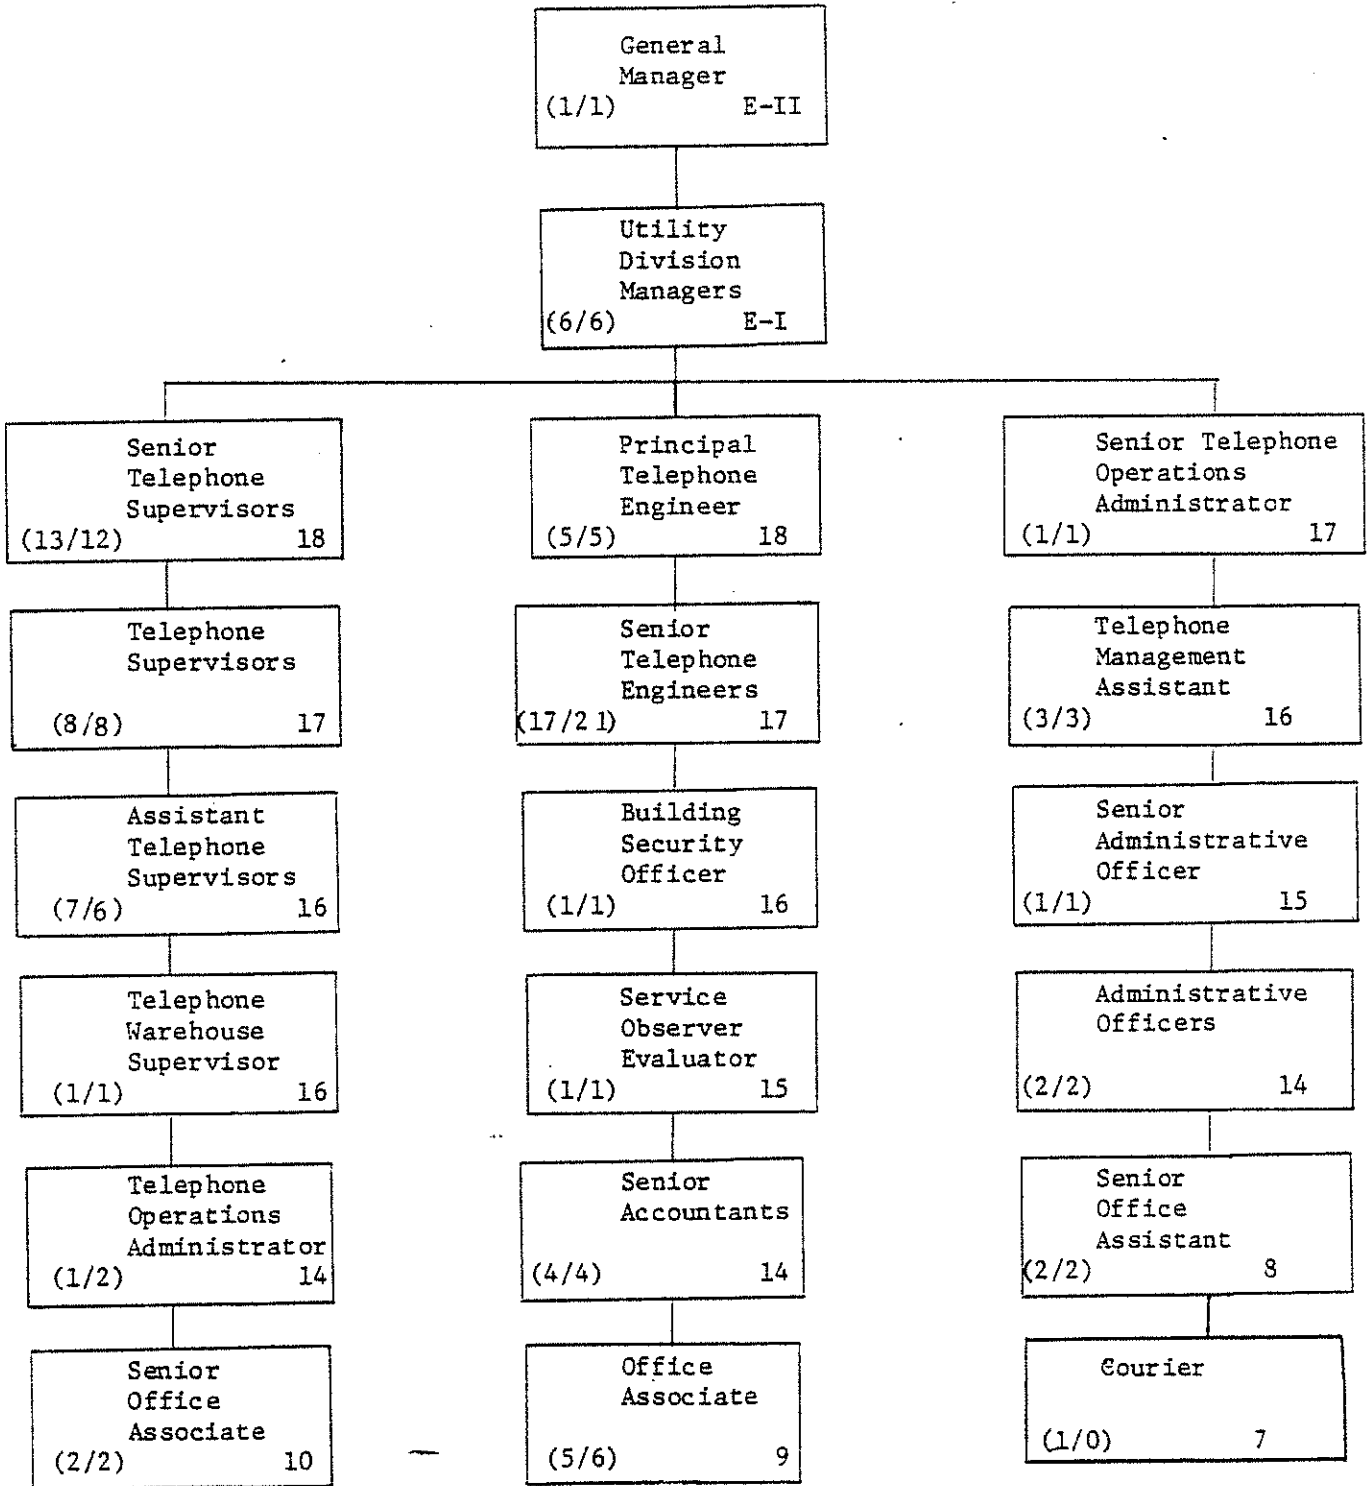 General
Manager
(1/1) E-II
Utility
Division
Managers
(6/6) E-I
Senior
Telephone
Supervisors
(13/12) 18
Principal
Telephone
Engineer
(5/5) 18
Senior Telephone
Operations
Administrator
(1/1) 17
Telephone
Supervisors
(8/8) 17
Senior
Telephone
Engineers
(17/21) 17
Telephone
Management
Assistant
(3/3) 16
Assistant
Telephone
Supervisors
(7/6) 16
Building
Security
Officer
(1/1) 16
Senior
Administrative
Officer
(1/1) 15
Telephone
Warehouse
Supervisor
(1/1) 16
Service
Observer
Evaluator
(1/1) 15
Administrative
Officers
(2/2) 14
Telephone
Operations
Administrator
(1/2) 14
Senior
Accountants
(4/4) 14
Senior
Office
Assistant
(2/2) 8
Senior
Office
Associate
(2/2) 10
Office
Associate
(5/6) 9
Courier
(1/0) 7